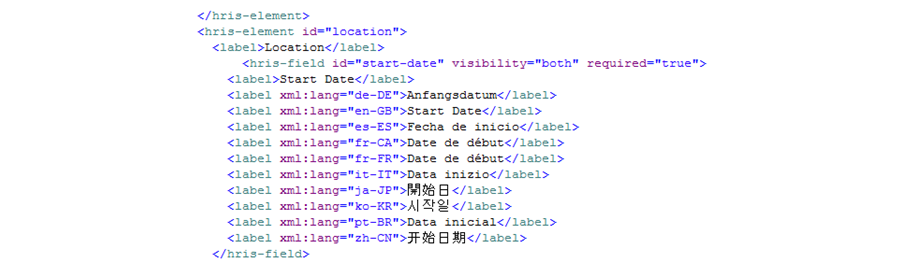 </hris-element>
<hris-element id="location">
<label>Location</label>
<hris-field id="start-date" visibility="both" required="true">
<label>Start Date</label>
<label xml:lang="de-DE">Anfangsdatum</label>
<label xml:lang="en-GB">Start Date</label>
<label xml:lang="es-ES">Fecha de inicio</label>
<label xml:lang="fr-CA">Date de début</label>
<label xml:lang="fr-FR">Date de début</label>
<label xml:lang="it-IT">Data inizio</label>
<label xml:lang="ja-JP">開始日</label>
<label xml:lang="ko-KR">시작일</label>
<label xml:lang="pt-BR">Data inicial</label>
<label xml:lang="zh-CN">开始日期</label>
</hris-field>